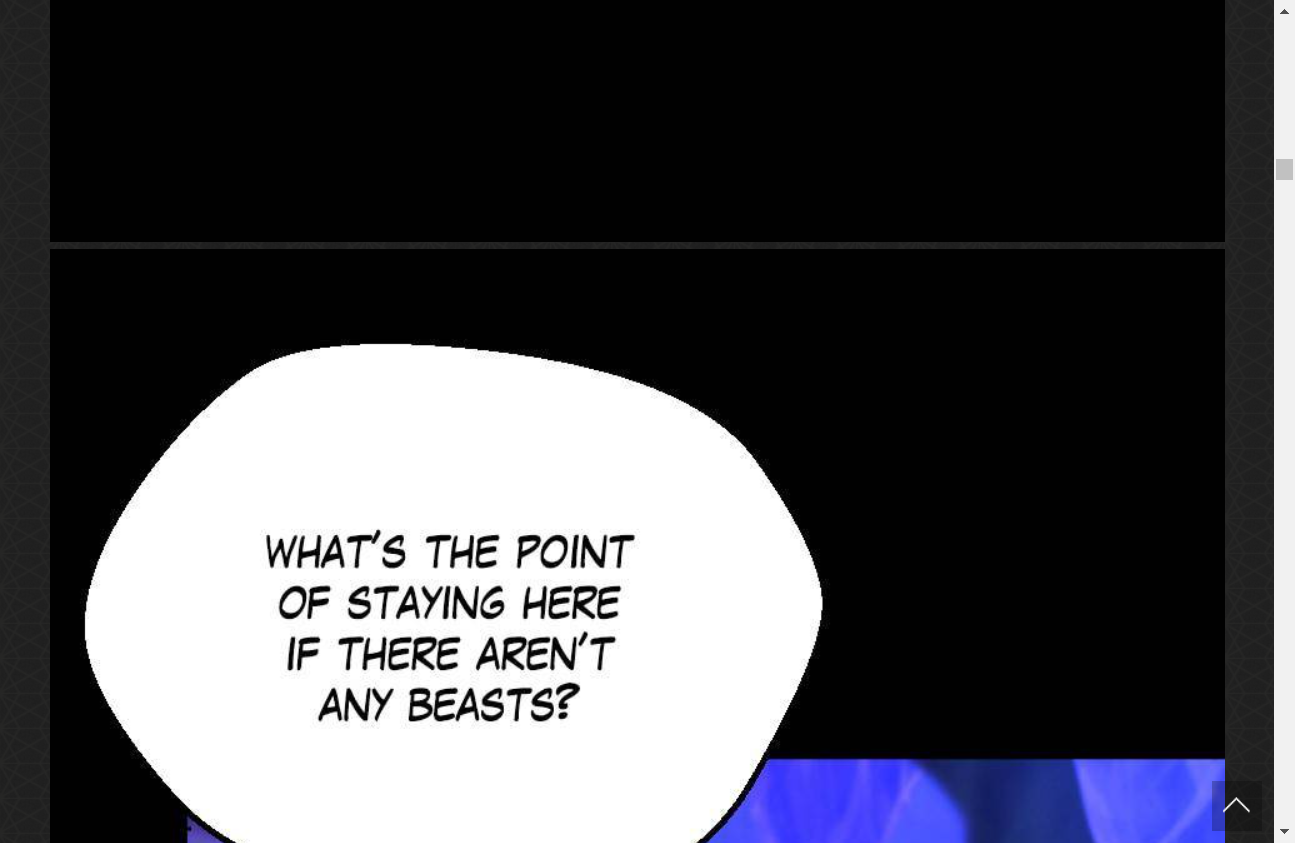 WHAT'S THE POINT
OF STAYING HERE
IF THERE AREN'T
ANY BEASTS?